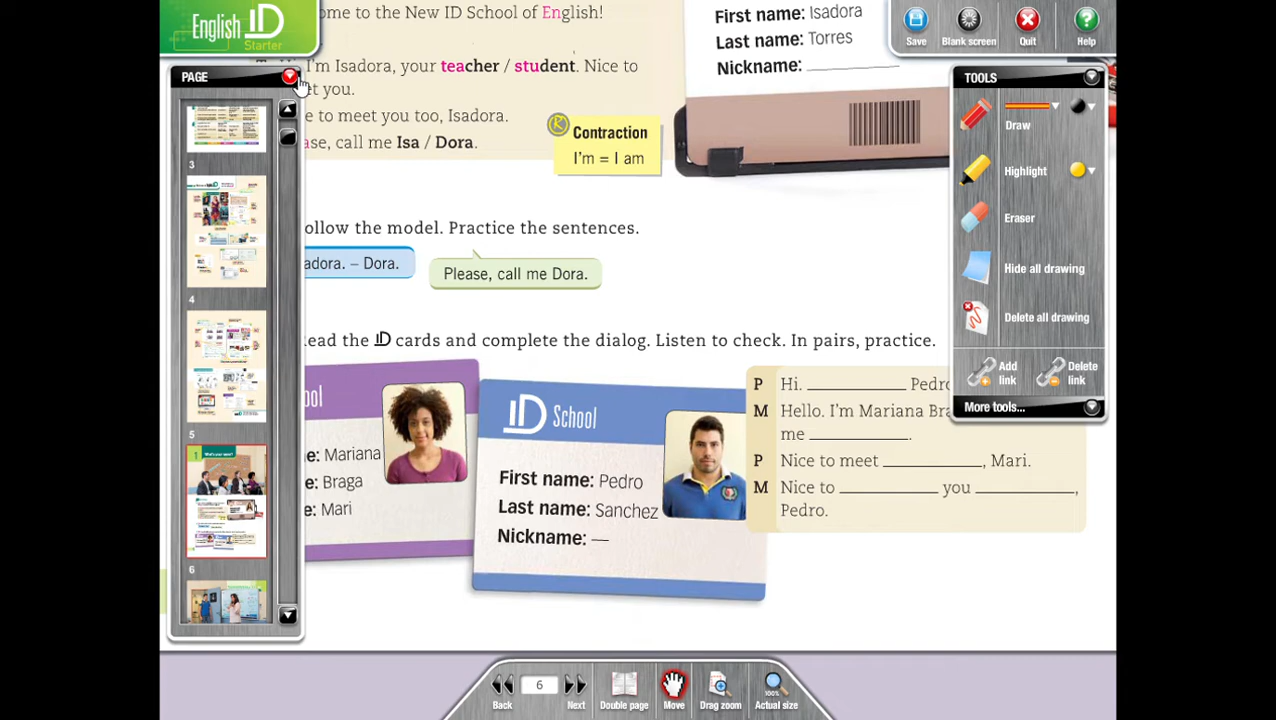 English ID
Starter
PAGE
3
4
5
6
ome to the New ID School of English!
I'm Isadora, your teacher / student. Nice to
et you.
e to meet you too, Isadora.
ase, call me Isa / Dora.
Contraction
I'm = I am
First name: Isadora
Last name: Torres
Nickname: ____________
ollow the model. Practice the sentences.
adora. – Dora.
Please, call me Dora.
ead the ID cards and complete the dialog. Listen to check. In pairs, practice.
ool
e: Mariana
e: Braga
: Mari
ID School
First name: Pedro
Last name: Sanchez
Nickname: —
P Hi. ____________ Pedro
M Hello. I'm Mariana Bra
me ____________.
P Nice to meet ____________, Mari.
M Nice to ____________ you ____________,
Pedro.
Save
Blank screen
Quit
Help
TOOLS
Draw
Highlight
Eraser
Hide all drawing
Delete all drawing
Add link
Delete link
More tools...
Back
6
Next
Double page
Move
Drag zoom
100%
Actual size